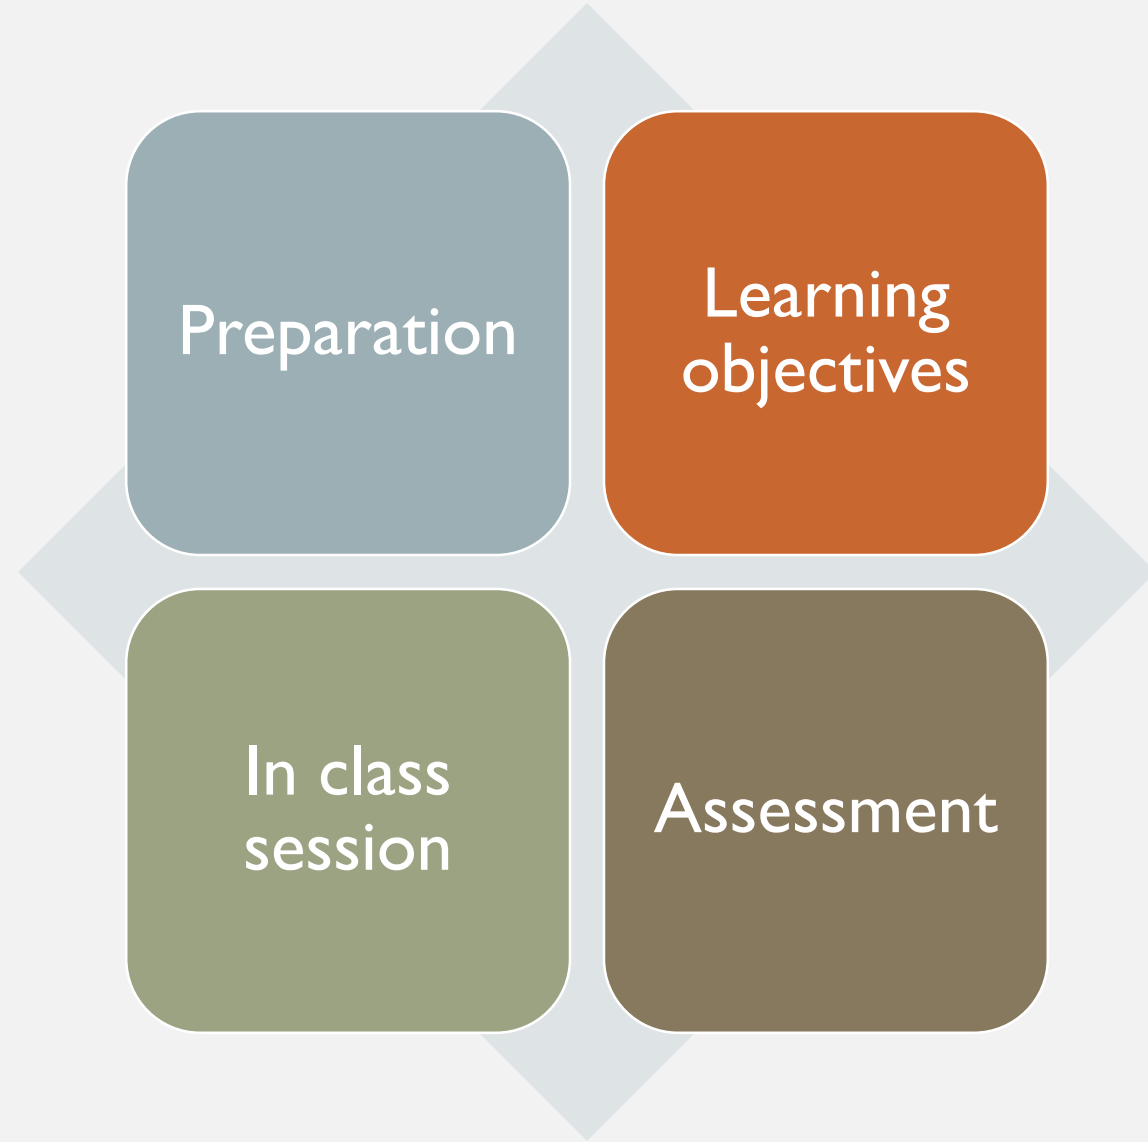 Preparation
Learning
objectives
In class
session
Assessment